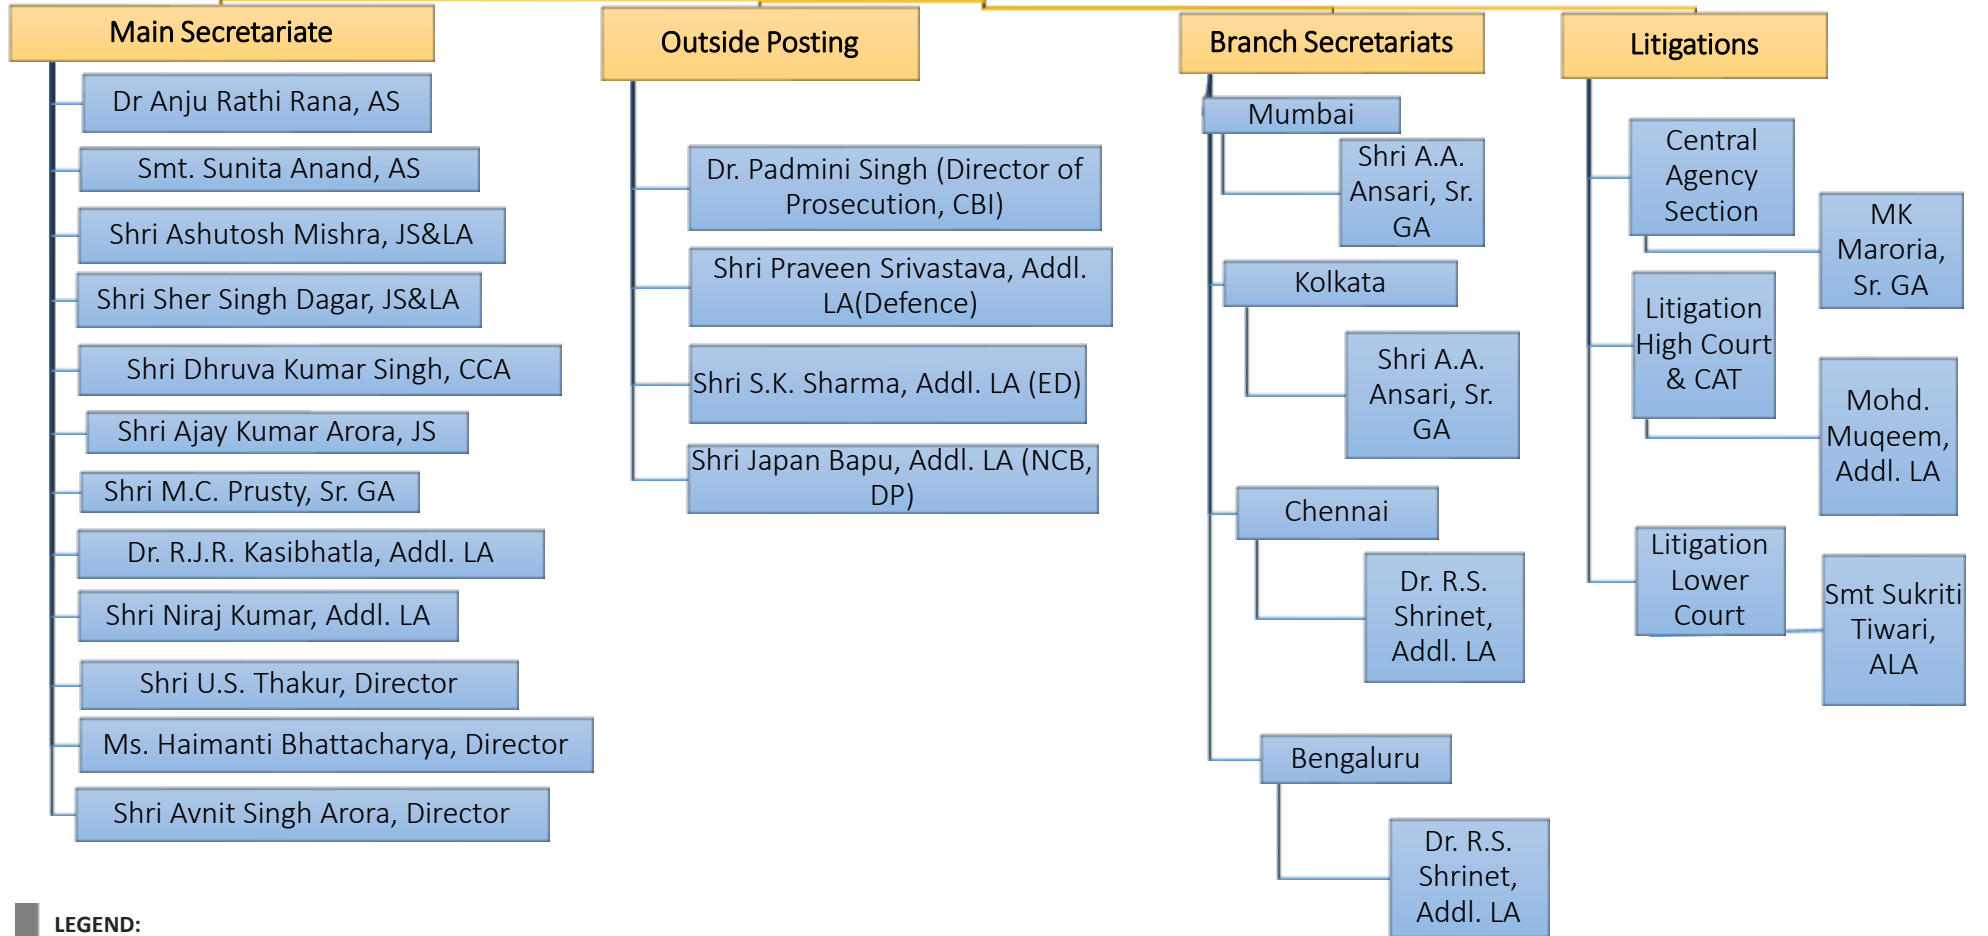 Main Secretariate
Dr Anju Rathi Rana, AS
Smt. Sunita Anand, AS
Shri Ashutosh Mishra, JS&LA
Shri Sher Singh Dagar, JS&LA
Shri Dhruva Kumar Singh, CCA
Shri Ajay Kumar Arora, JS
Shri M.C. Prusty, Sr. GA
Dr. R.J.R. Kasibhatla, Addl. LA
Shri Niraj Kumar, Addl. LA
Shri U.S. Thakur, Director
Ms. Haimanti Bhattacharya, Director
Shri Avnit Singh Arora, Director
Outside Posting
Dr. Padmini Singh (Director of
Prosecution, CBI)
Shri Praveen Srivastava, Addl.
LA(Defence)
Shri S.K. Sharma, Addl. LA (ED)
Shri Japan Bapu, Addl. LA (NCB,
DP)
Branch Secretariats
Mumbai
Shri A.A.
Ansari, Sr.
GA
Kolkata
Shri A.A.
Ansari, Sr.
GA
Chennai
Dr. R.S.
Shrinet,
Addl. LA
Bengaluru
Dr. R.S.
Shrinet,
Addl. LA
Litigations
Central
Agency
Section
MK
Maroria,
Sr. GA
Litigation
High Court
& CAT
Mohd.
Muqeem,
Addl. LA
Litigation
Lower
Court
Smt Sukriti
Tiwari,
ALA
LEGEND: